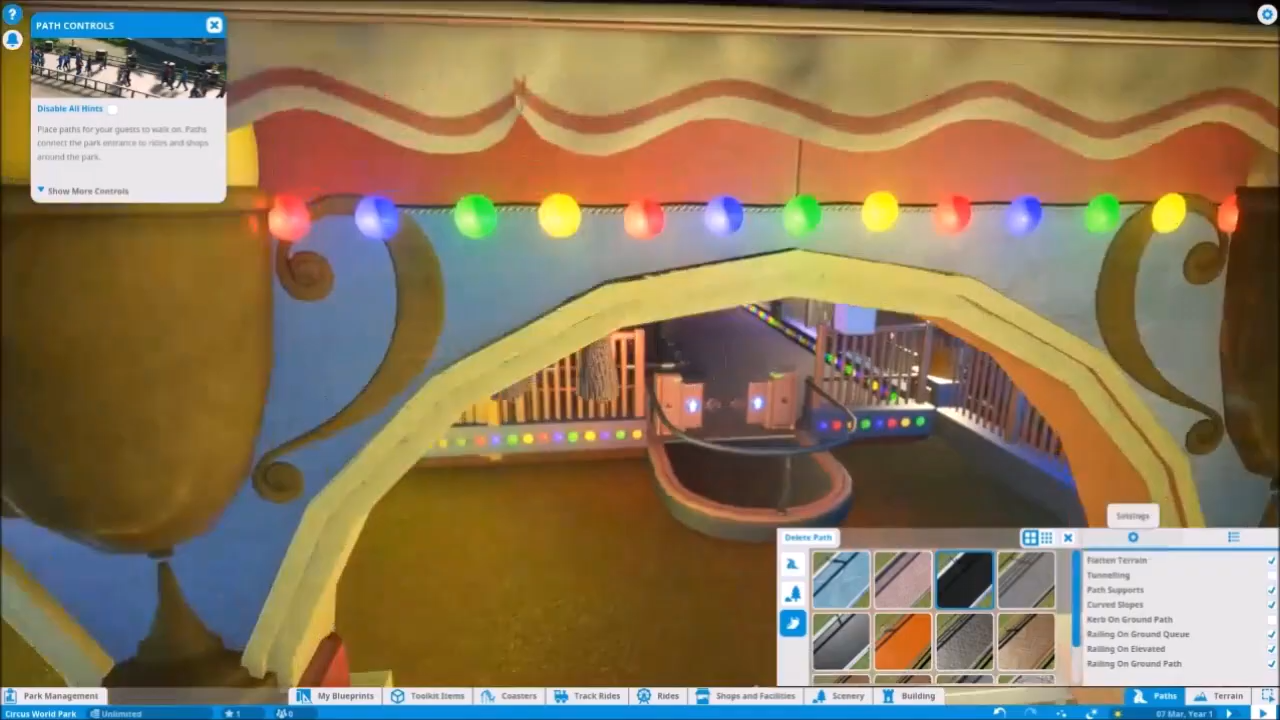 ?
PATH CONTROLS
Disable All Hints
Place paths for your guests to walk on. Paths
connect the park entrance to rides and shops
around the park.
Show More Controls
Settings
Delete Path
Flatten Terrain
Tunnelling
Path Supports
Curved Slopes
Kerb On Ground Path
Railing On Ground Queue
Railing On Elevated
Railing On Ground Path
Park Management
My Blueprints
Toolkit Items
Coasters
Track Rides
Rides
Shops and Facilities
Scenery
Building
Paths
Terrain
Circus World Park
Unlimited
1
0
07 Mar, Year 1